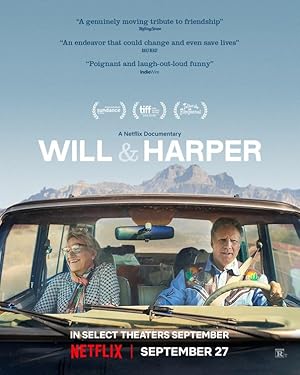 "A genuinely moving tribute to friendship"
RollingStone
"An endeavor that could change and even save lives"
"Poignant and laugh-out-loud funny"
IndieWire
sundance
tiff
A Netflix Documentary
WILL & HARPER
IN SELECT THEATERS SEPTEMBER
NETFLIX | SEPTEMBER 27
R